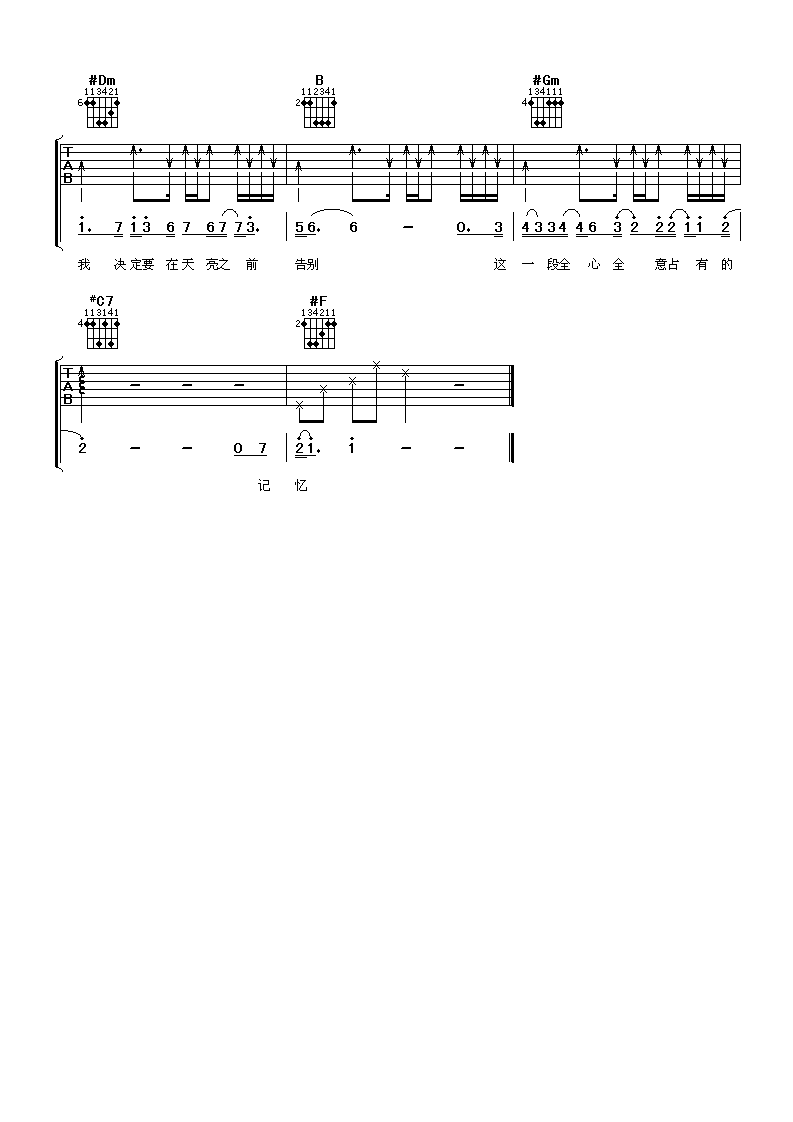 #Dm B #Gm
113421 112341 134111
6 2 4
T
A
B
1. 7 1 3 6 7 6 7 7 3. 5 6. 6 - 0. 3 4 3 3 4 4 6 3 2 2 2 1 1 2
我 决 定要 在 天 亮之 前 告别 这 一 段全 心 全 意占 有 的
#C7 #F
113141 134211
4 2
T
A
B
- - - -
2 - - 0 7 2 1. 1 - -
记 忆